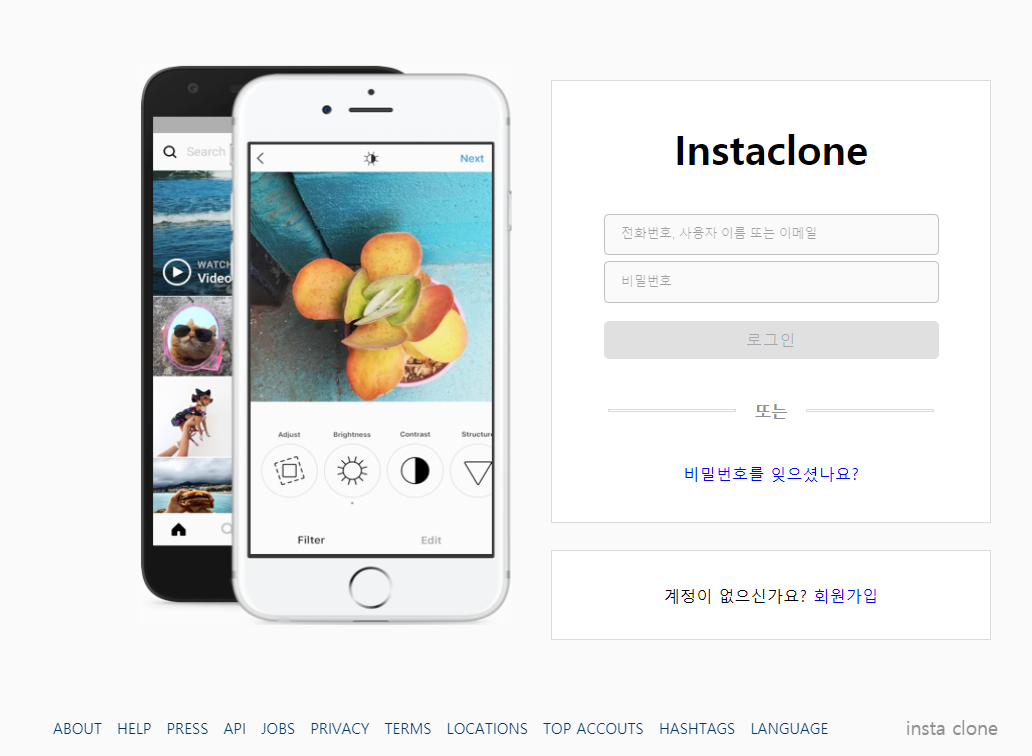 Search
WATCH
Video
Next
Adjust
Brightness
Contrast
Structure
Filter
Edit
Instaclone
전화번호, 사용자 이름 또는 이메일
비밀번호
로그인
또는
비밀번호를 잊으셨나요?
계정이 없으신가요? 회원가입
ABOUT HELP PRESS API JOBS PRIVACY TERMS LOCATIONS TOP ACCOUTS HASHTAGS LANGUAGE
insta clone